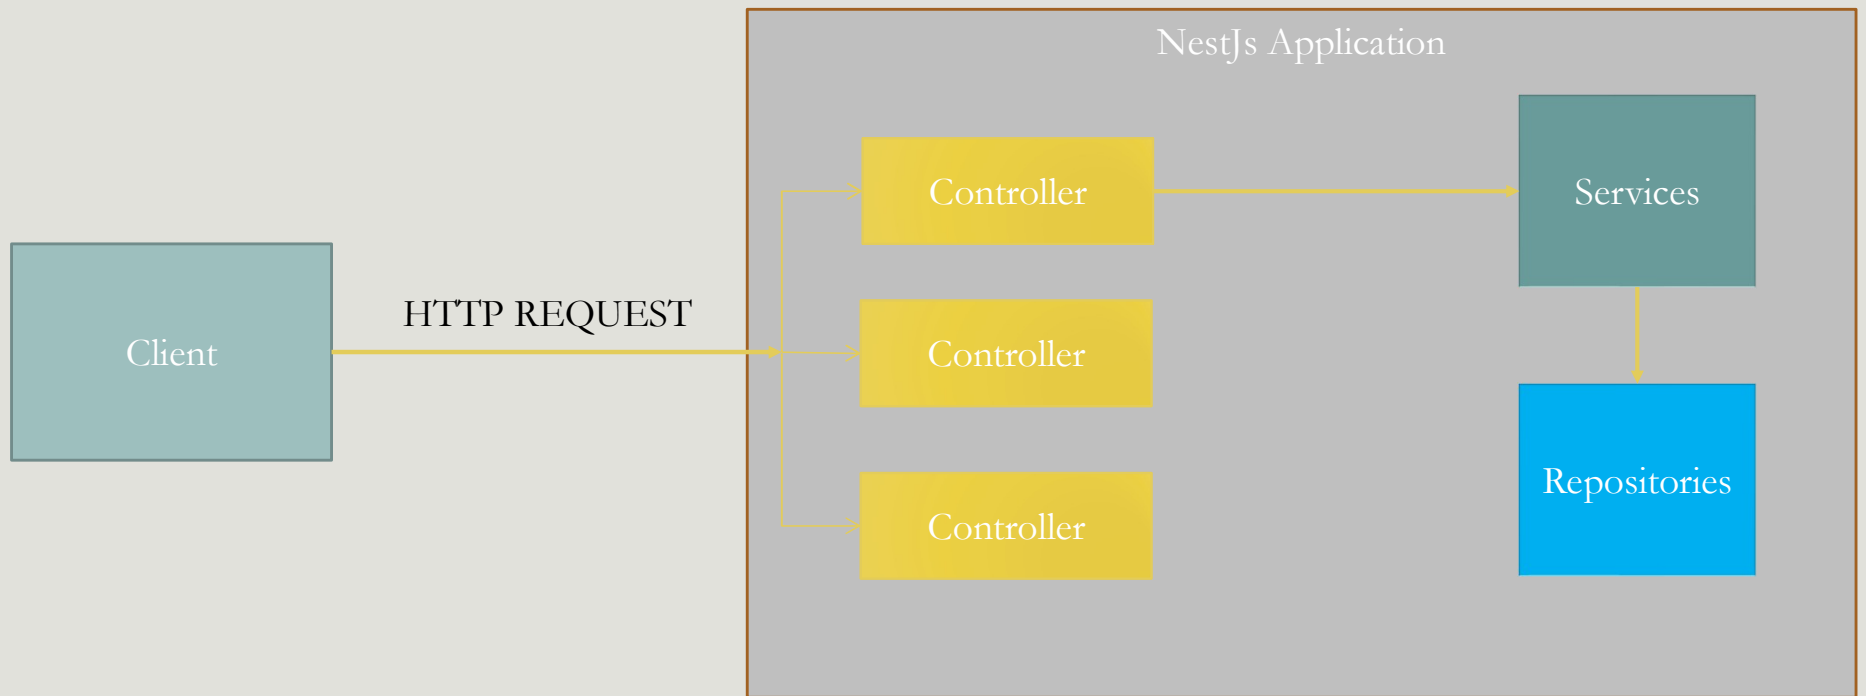 NestJs Application
Controller
Services
HTTP REQUEST
Client
Controller
Repositories
Controller